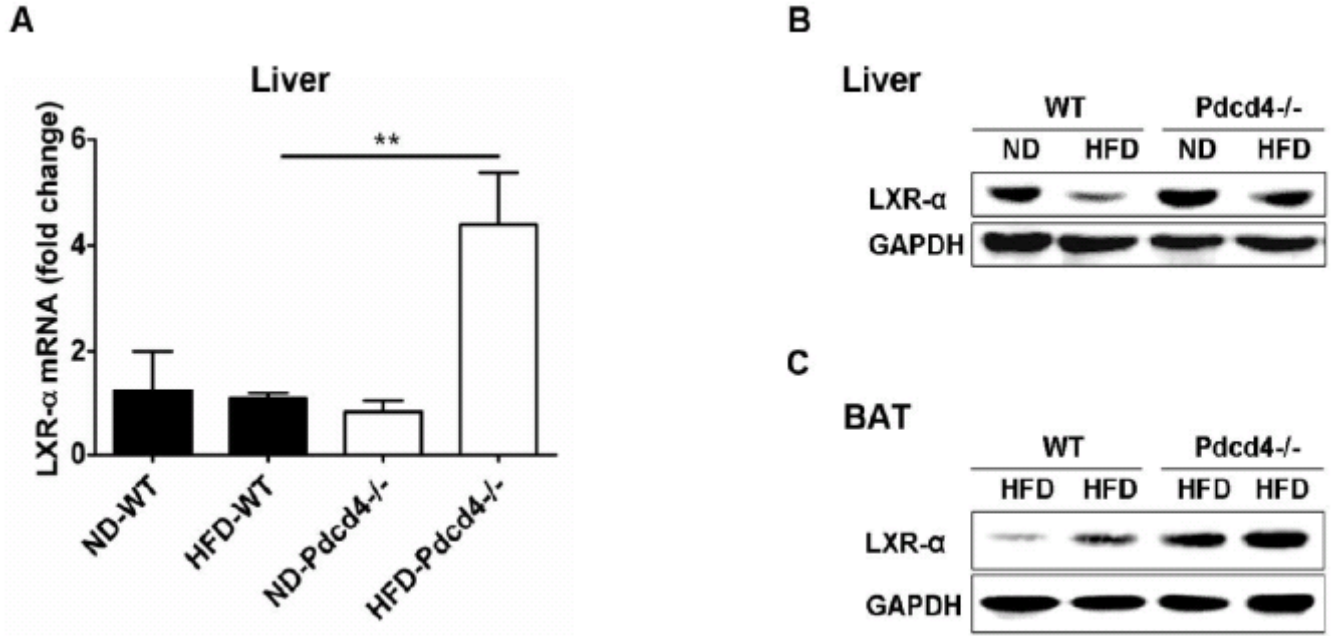 A
Liver
LXR-α mRNA (fold change)
6
4
2
0
**
ND-WT
HFD-WT
ND-Pdcd4-/-
HFD-Pdcd4-/-
B
Liver
WT Pdcd4-/-
ND HFD ND HFD
LXR-α
GAPDH
C
BAT
WT Pdcd4-/-
HFD HFD HFD HFD
LXR-α
GAPDH